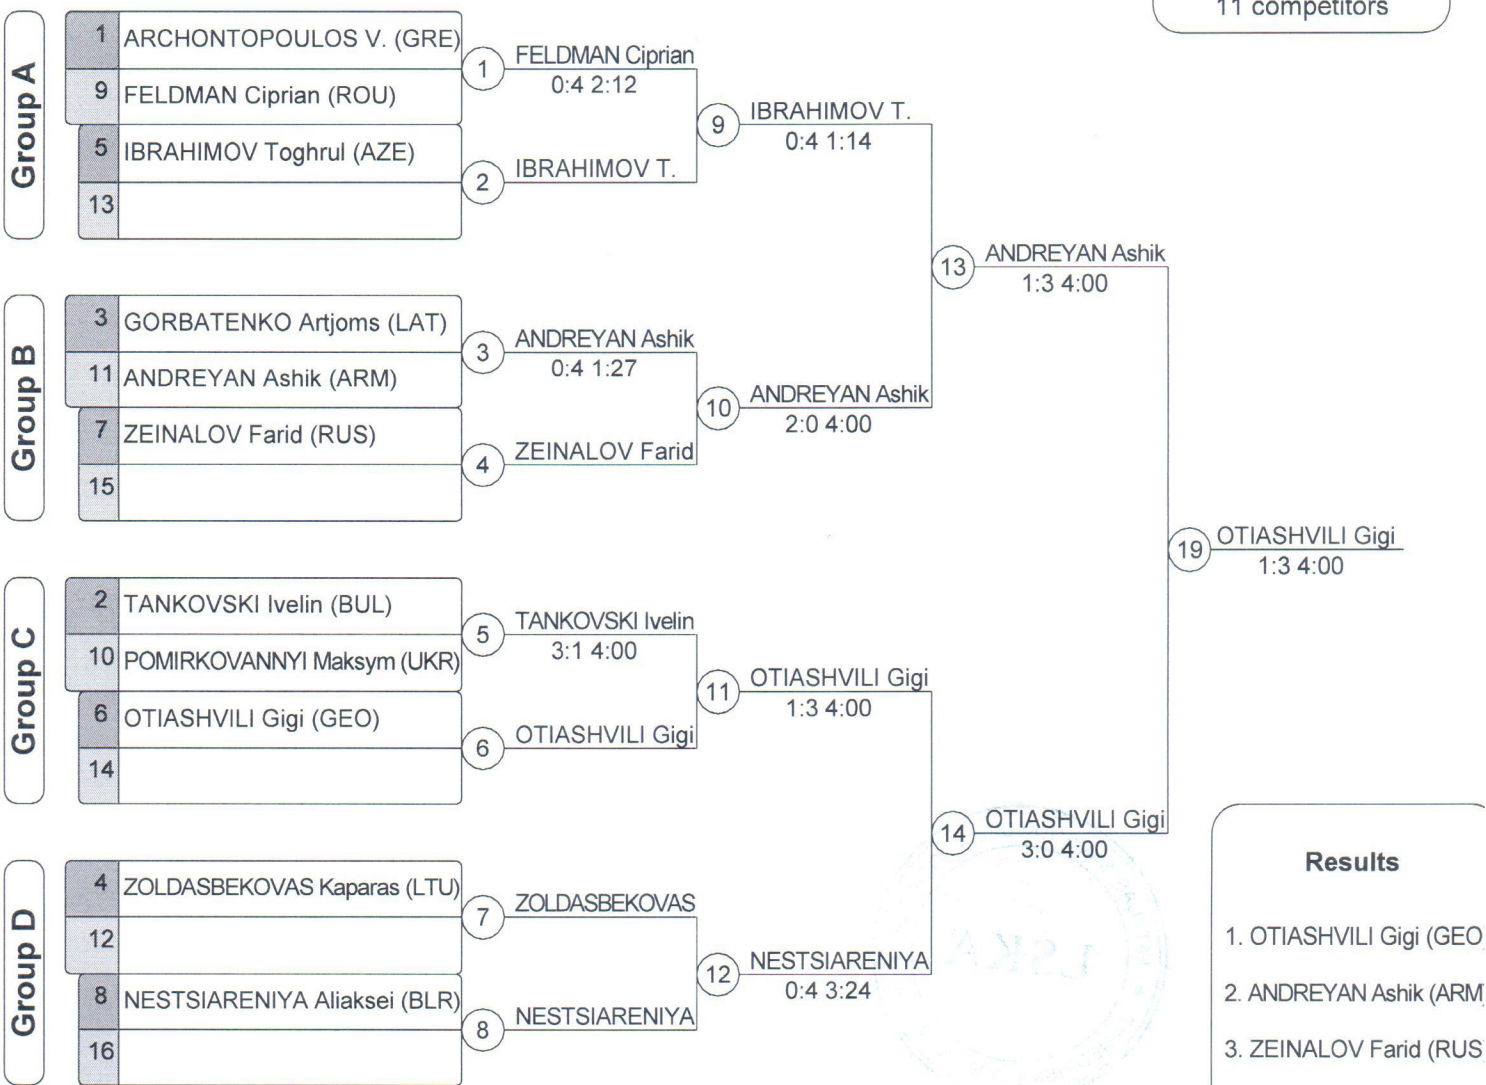 11 competitors
Group A
1 ARCHONTOPOULOS V. (GRE)
9 FELDMAN Ciprian (ROU)
5 IBRAHIMOV Toghrul (AZE)
13
1 FELDMAN Ciprian
0:4 2:12
2 IBRAHIMOV T.
9 IBRAHIMOV T.
0:4 1:14
Group B
3 GORBATENKO Artjoms (LAT)
11 ANDREYAN Ashik (ARM)
7 ZEINALOV Farid (RUS)
15
3 ANDREYAN Ashik
0:4 1:27
4 ZEINALOV Farid
10 ANDREYAN Ashik
2:0 4:00
13 ANDREYAN Ashik
1:3 4:00
Group C
2 TANKOVSKI Ivelin (BUL)
10 POMIRKOVANNYI Maksym (UKR)
6 OTIASHVILI Gigi (GEO)
14
5 TANKOVSKI Ivelin
3:1 4:00
6 OTIASHVILI Gigi
11 OTIASHVILI Gigi
1:3 4:00
Group D
4 ZOLDASBEKOVAS Kaparas (LTU)
12
8 NESTSIARENIYA Aliaksei (BLR)
16
7 ZOLDASBEKOVAS
8 NESTSIARENIYA
12 NESTSIARENIYA
0:4 3:24
14 OTIASHVILI Gigi
3:0 4:00
19 OTIASHVILI Gigi
1:3 4:00
Results
1. OTIASHVILI Gigi (GEO
2. ANDREYAN Ashik (ARM
3. ZEINALOV Farid (RUS